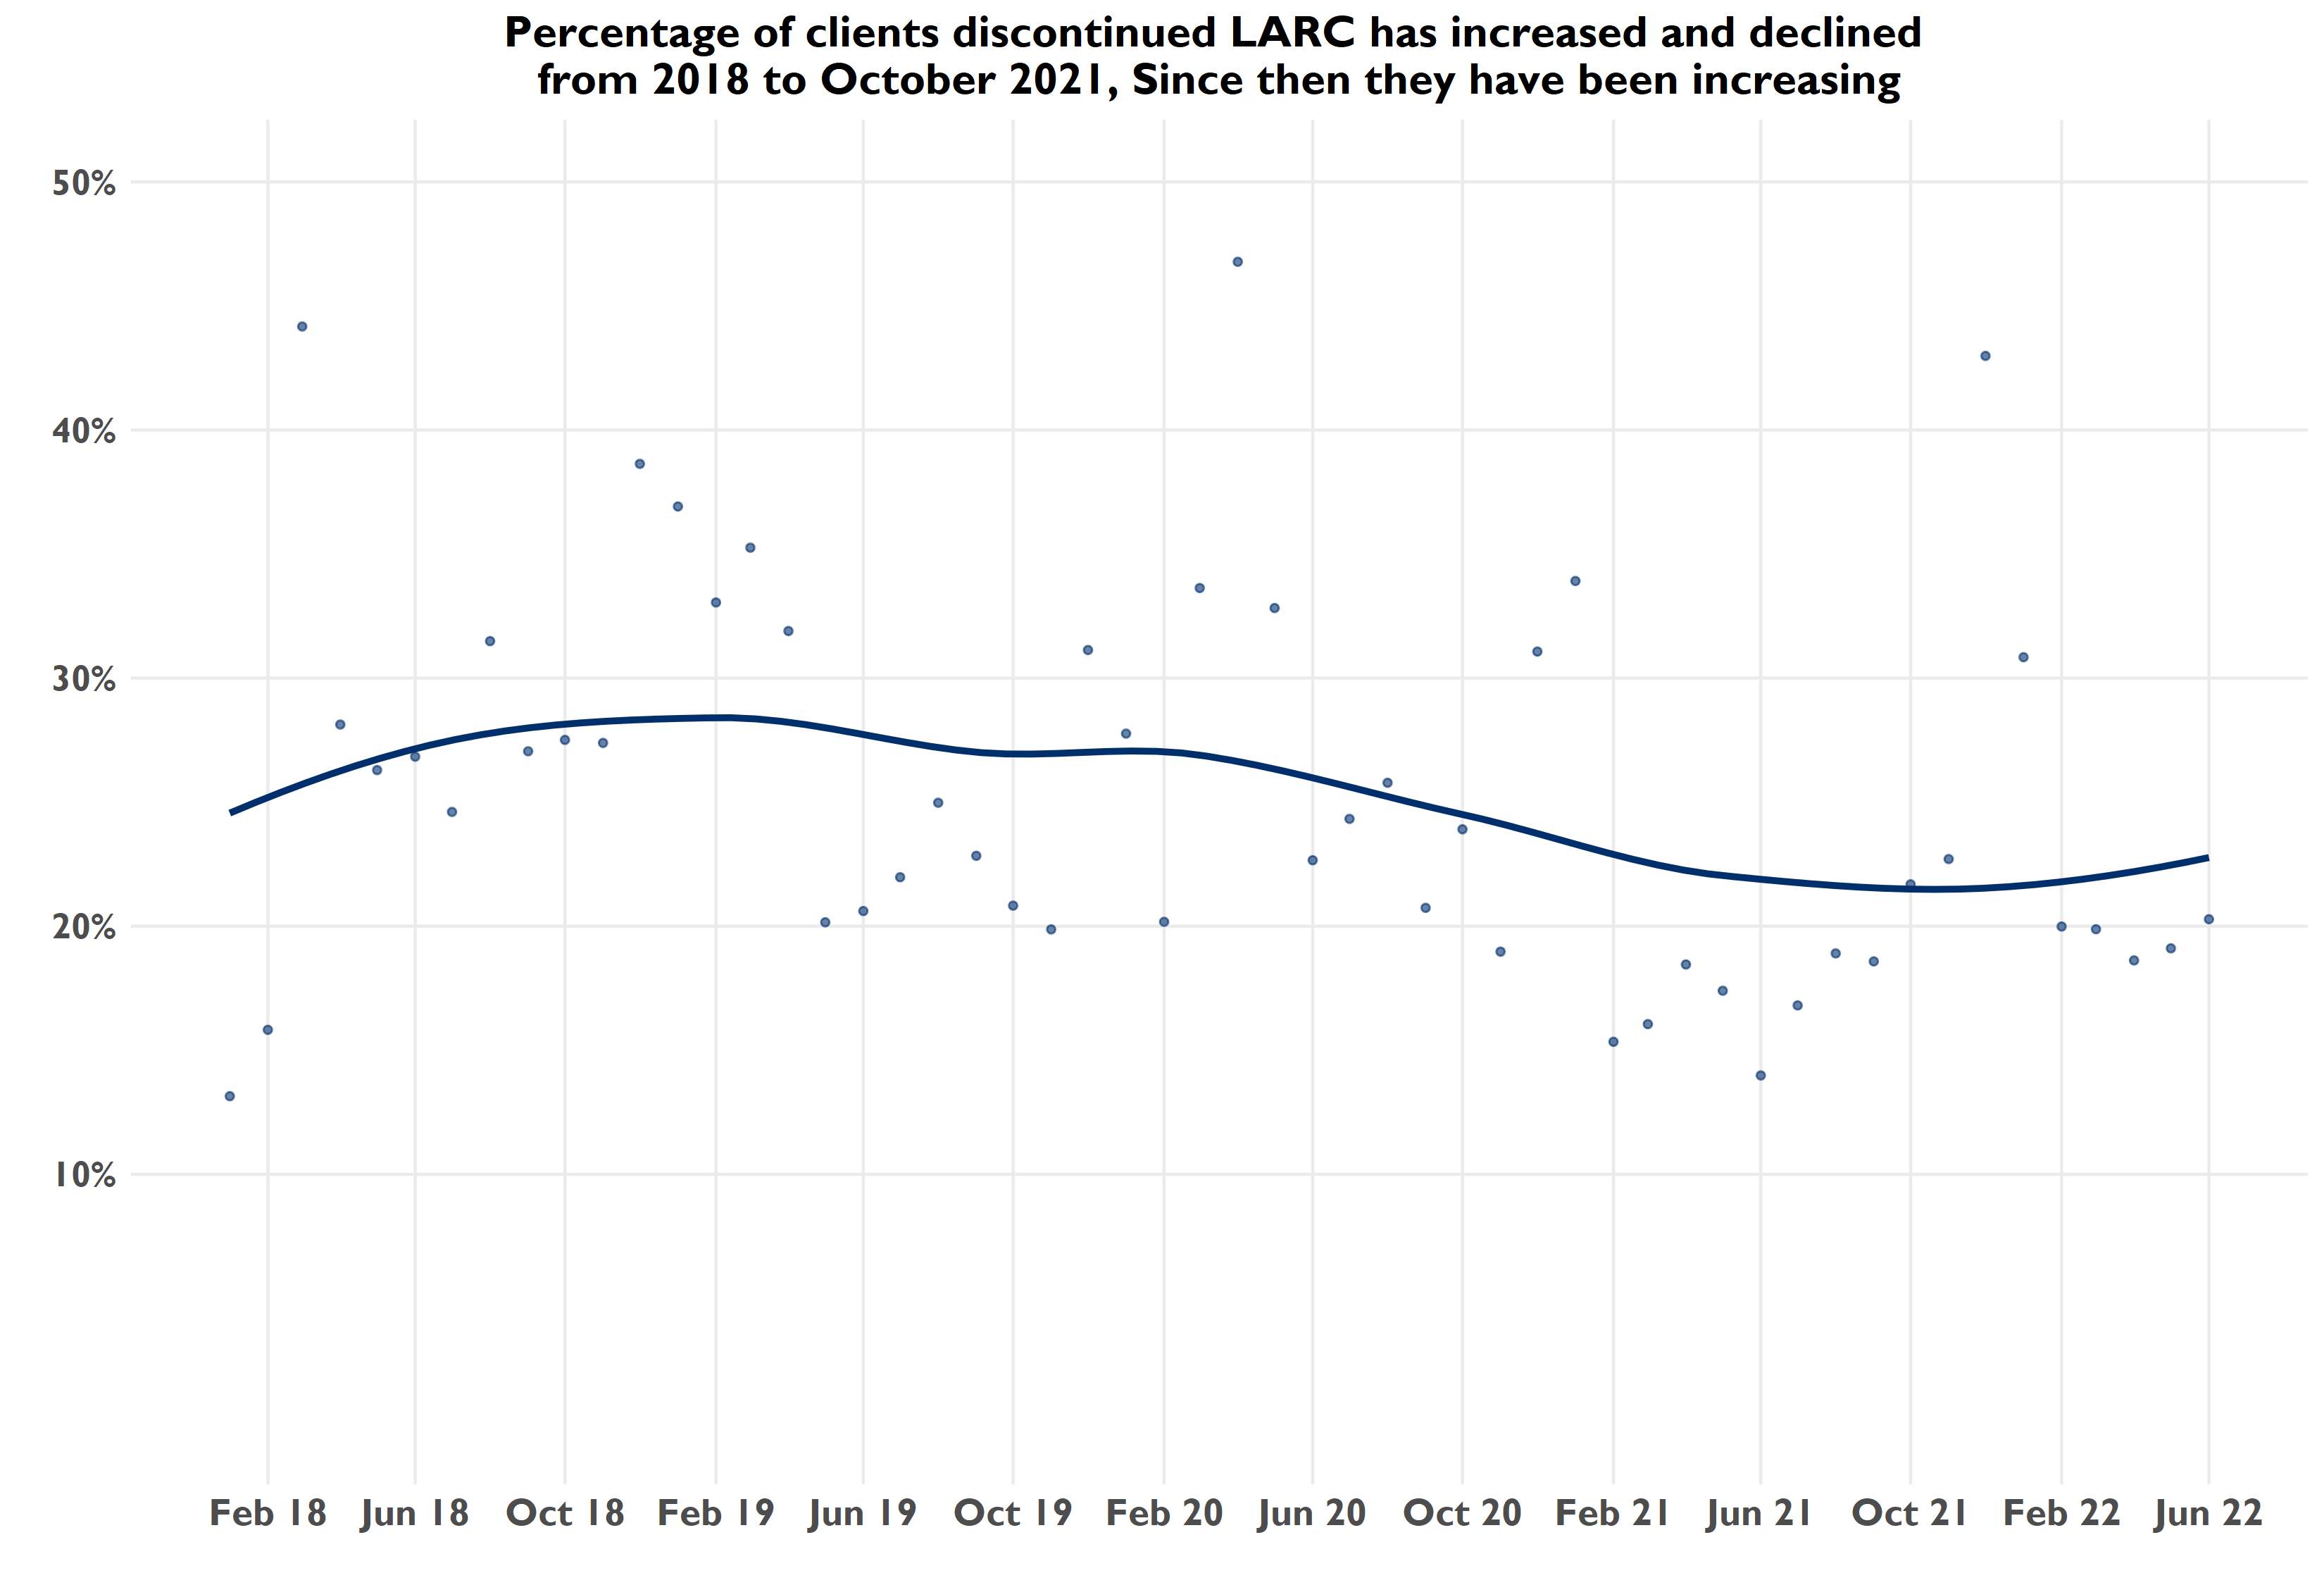 Percentage of clients discontinued LARC has increased and declined
from 2018 to October 2021, Since then they have been increasing
50%
40%
30%
20%
10%
Feb 18 Jun 18 Oct 18 Feb 19 Jun 19 Oct 19 Feb 20 Jun 20 Oct 20 Feb 21 Jun 21 Oct 21 Feb 22 Jun 22